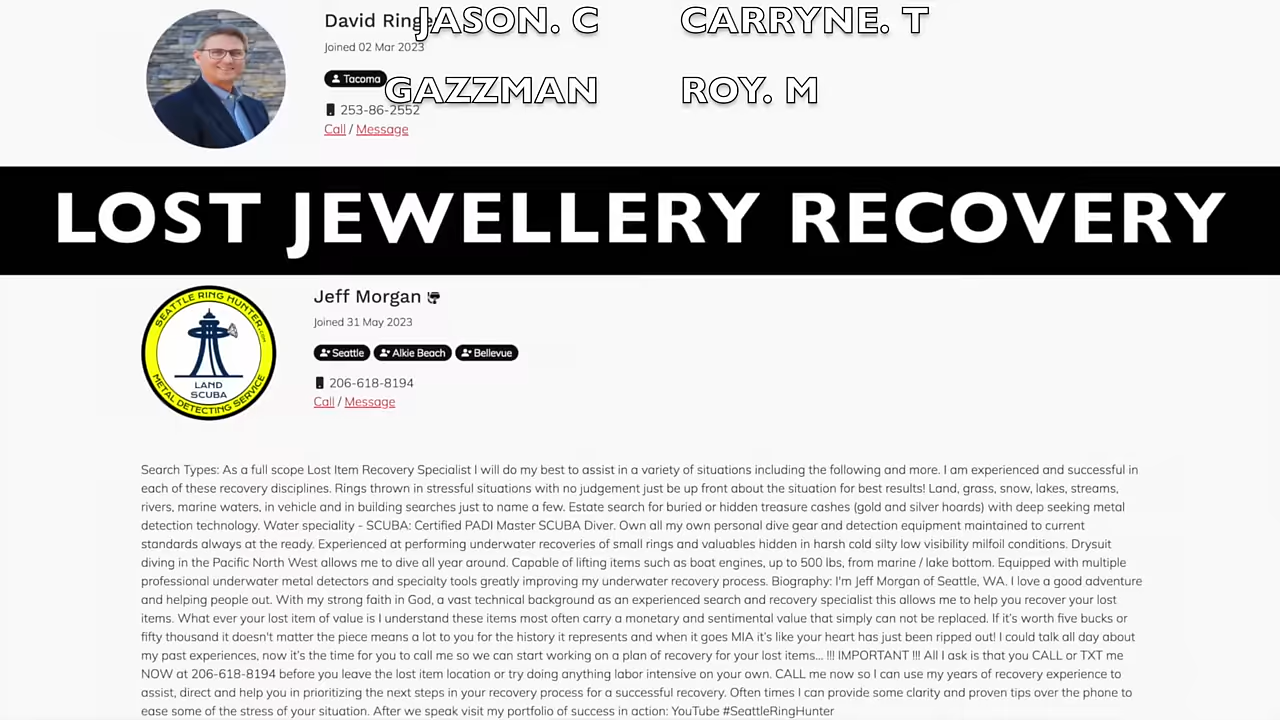 David Ringe
JASON. C CARRYNE. T
Joined 02 Mar 2023
Tacoma
GAZZMAN ROY. M
253-86-2552
Call / Message
LOST JEWELLERY RECOVERY
SEATTLE RING HUNTER.com
LAND
SCUBA
METAL DETECTING SERVICE
Jeff Morgan
Joined 31 May 2023
Seattle Alkie Beach Bellevue
206-618-8194
Call / Message
Search Types: As a full scope Lost Item Recovery Specialist I will do my best to assist in a variety of situations including the following and more. I am experienced and successful in
each of these recovery disciplines. Rings thrown in stressful situations with no judgement just be up front about the situation for best results! Land, grass, snow, lakes, streams,
rivers, marine waters, in vehicle and in building searches just to name a few. Estate search for buried or hidden treasure cashes (gold and silver hoards) with deep seeking metal
detection technology. Water speciality - SCUBA: Certified PADI Master SCUBA Diver. Own all my own personal dive gear and detection equipment maintained to current
standards always at the ready. Experienced at performing underwater recoveries of small rings and valuables hidden in harsh cold silty low visibility milfoil conditions. Drysuit
diving in the Pacific North West allows me to dive all year around. Capable of lifting items such as boat engines, up to 500 lbs, from marine / lake bottom. Equipped with multiple
professional underwater metal detectors and specialty tools greatly improving my underwater recovery process. Biography: I'm Jeff Morgan of Seattle, WA. I love a good adventure
and helping people out. With my strong faith in God, a vast technical background as an experienced search and recovery specialist this allows me to help you recover your lost
items. What ever your lost item of value is I understand these items most often carry a monetary and sentimental value that simply can not be replaced. If it's worth five bucks or
fifty thousand it doesn't matter the piece means a lot to you for the history it represents and when it goes MIA it's like your heart has just been ripped out! I could talk all day about
my past experiences, now it's the time for you to call me so we can start working on a plan of recovery for your lost items... !!! IMPORTANT !!! All I ask is that you CALL or TXT me
NOW at 206-618-8194 before you leave the lost item location or try doing anything labor intensive on your own. CALL me now so I can use my years of recovery experience to
assist, direct and help you in prioritizing the next steps in your recovery process for a successful recovery. Often times I can provide some clarity and proven tips over the phone to
ease some of the stress of your situation. After we speak visit my portfolio of success in action: YouTube #SeattleRingHunter